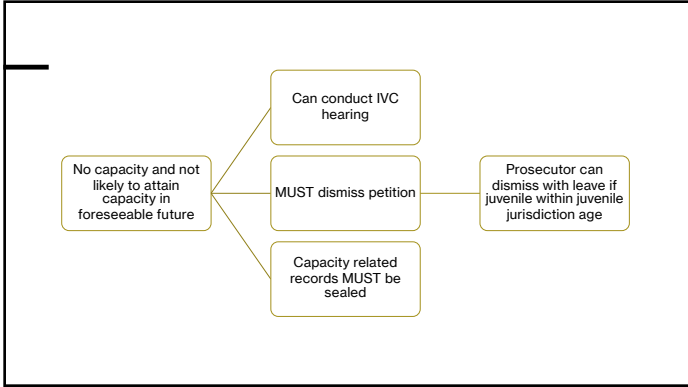 No capacity and not
likely to attain
capacity in
foreseeable future
Can conduct IVC
hearing
MUST dismiss petition
Capacity related
records MUST be
sealed
Prosecutor can
dismiss with leave if
juvenile within juvenile
jurisdiction age